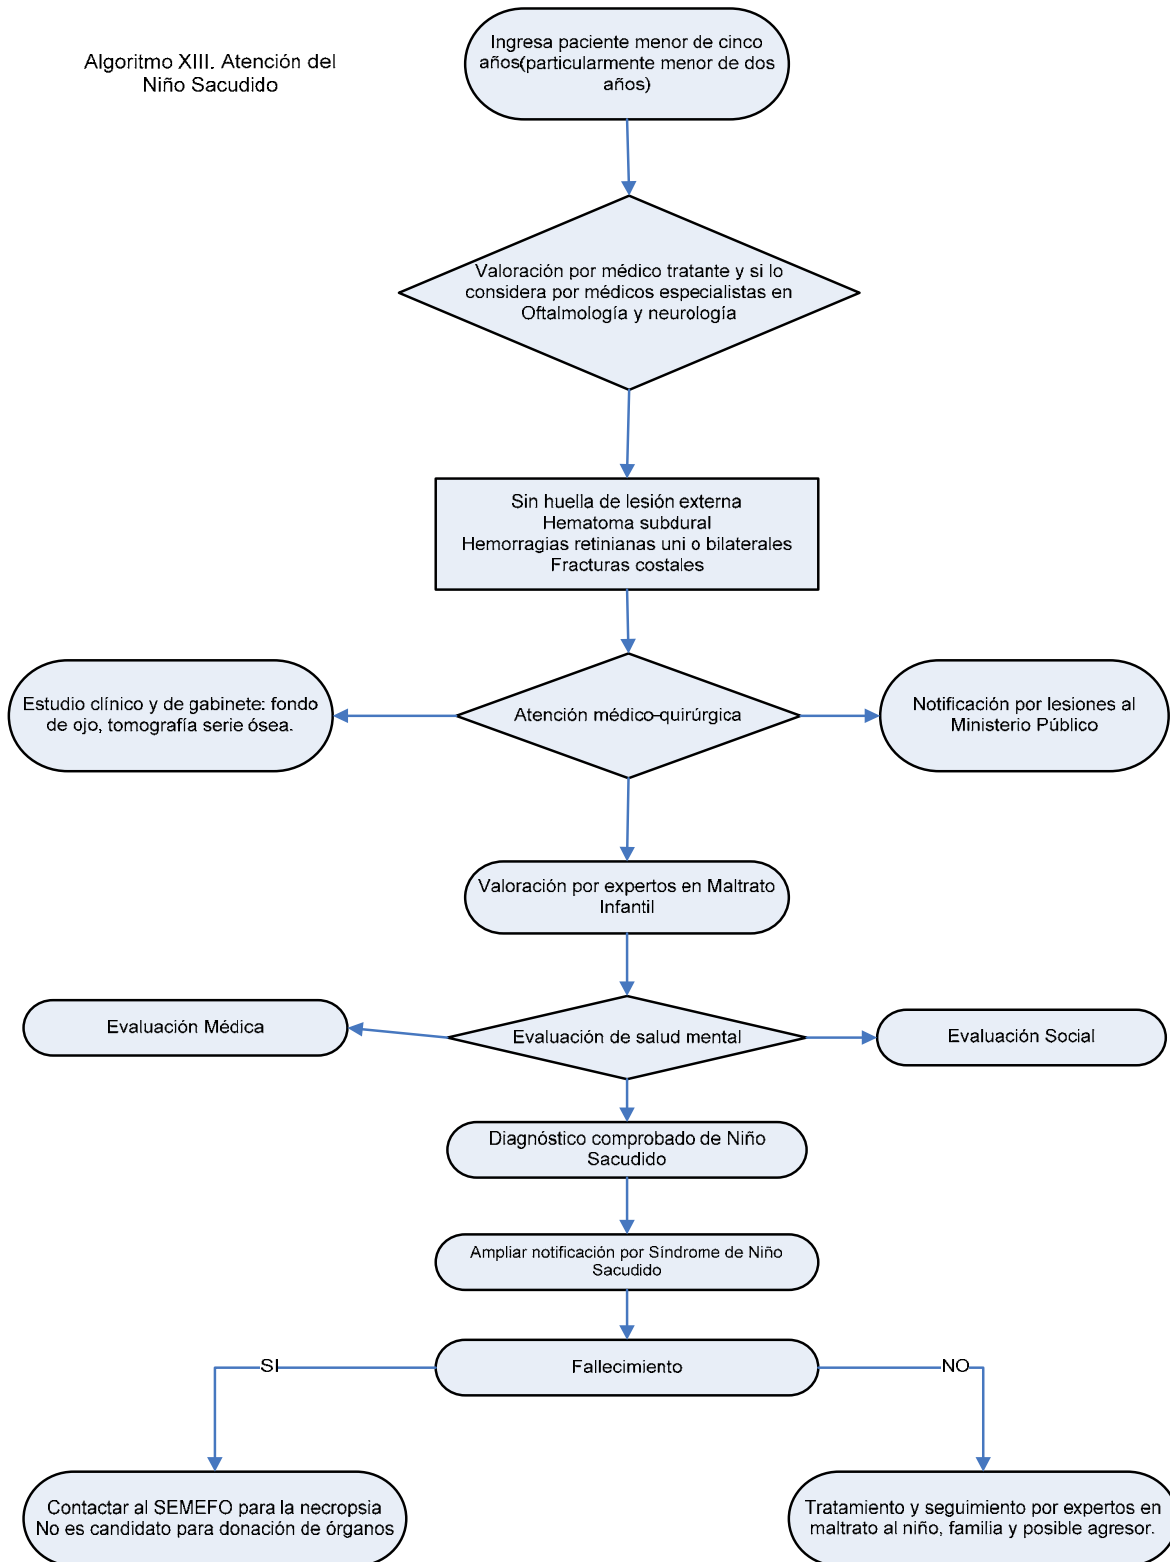 Algoritmo XIII. Atención del
Niño Sacudido
Ingresa paciente menor de cinco
años(particularmente menor de dos
años)
Valoración por médico tratante y si lo
considera por médicos especialistas en
Oftalmología y neurología
Sin huella de lesión externa
Hematoma subdural
Hemorragias retinianas uni o bilaterales
Fracturas costales
Estudio clínico y de gabinete: fondo
de ojo, tomografía serie ósea.
Atención médico-quirúrgica
Notificación por lesiones al
Ministerio Público
Valoración por expertos en Maltrato
Infantil
Evaluación Médica
Evaluación de salud mental
Evaluación Social
Diagnóstico comprobado de Niño
Sacudido
Ampliar notificación por Síndrome de Niño
Sacudido
SI
Fallecimiento
NO
Contactar al SEMEFO para la necropsia
No es candidato para donación de órganos
Tratamiento y seguimiento por expertos en
maltrato al niño, familia y posible agresor.